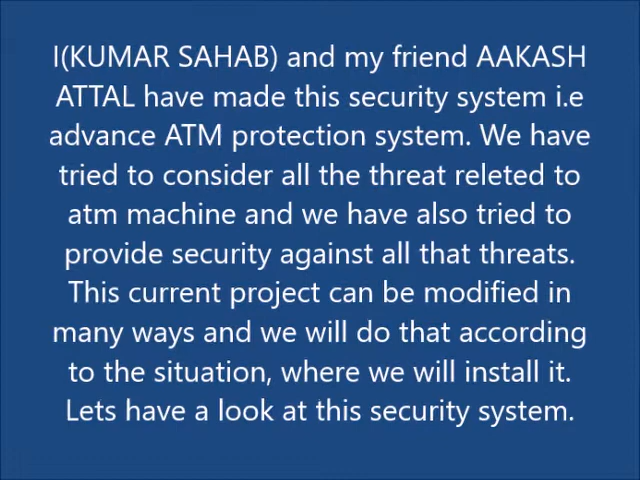 I(KUMAR SAHAB) and my friend AAKASH
ATTAL have made this security system i.e
advance ATM protection system. We have
tried to consider all the threat releted to
atm machine and we have also tried to
provide security against all that threats.
This current project can be modified in
many ways and we will do that according
to the situation, where we will install it.
Lets have a look at this security system.